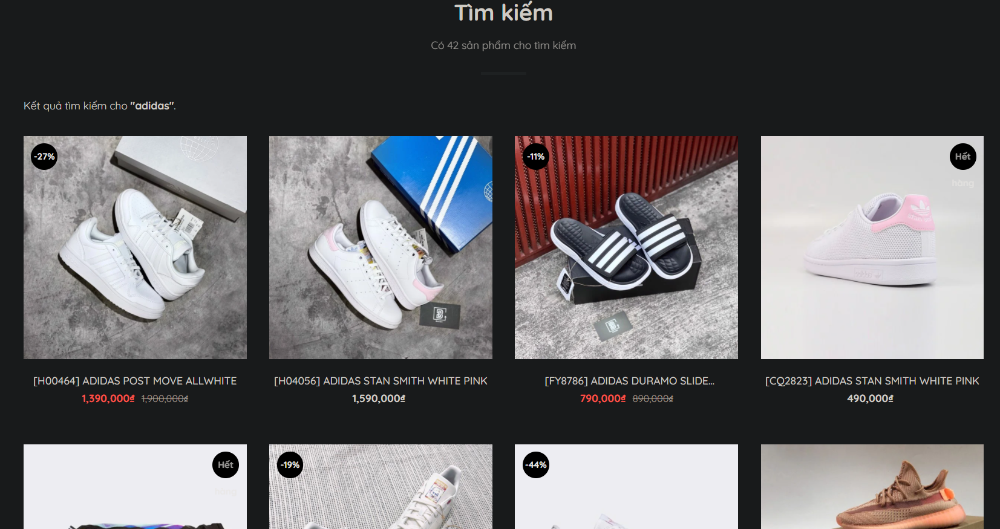 Tìm kiếm
Có 42 sản phẩm cho tìm kiếm
Kết quả tìm kiếm cho "adidas".
-27%
-11%
Hết
hàng
[H00464] ADIDAS POST MOVE ALLWHITE
1,390,000₫ 1,900,000₫
[H04056] ADIDAS STAN SMITH WHITE PINK
1,590,000₫
[FY8786] ADIDAS DURAMO SLIDE...
790,000₫ 890,000₫
[CQ2823] ADIDAS STAN SMITH WHITE PINK
490,000₫
Hết
hàng
-19%
-44%